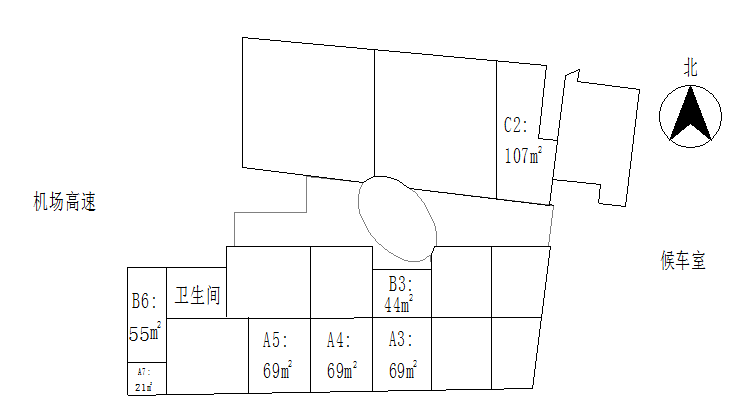 北
C2:
107㎡
机场高速
候车室
B6:
55㎡
卫生间
B3:
44㎡
A5:
69㎡
A4:
69㎡
A3:
69㎡
A7:
21㎡